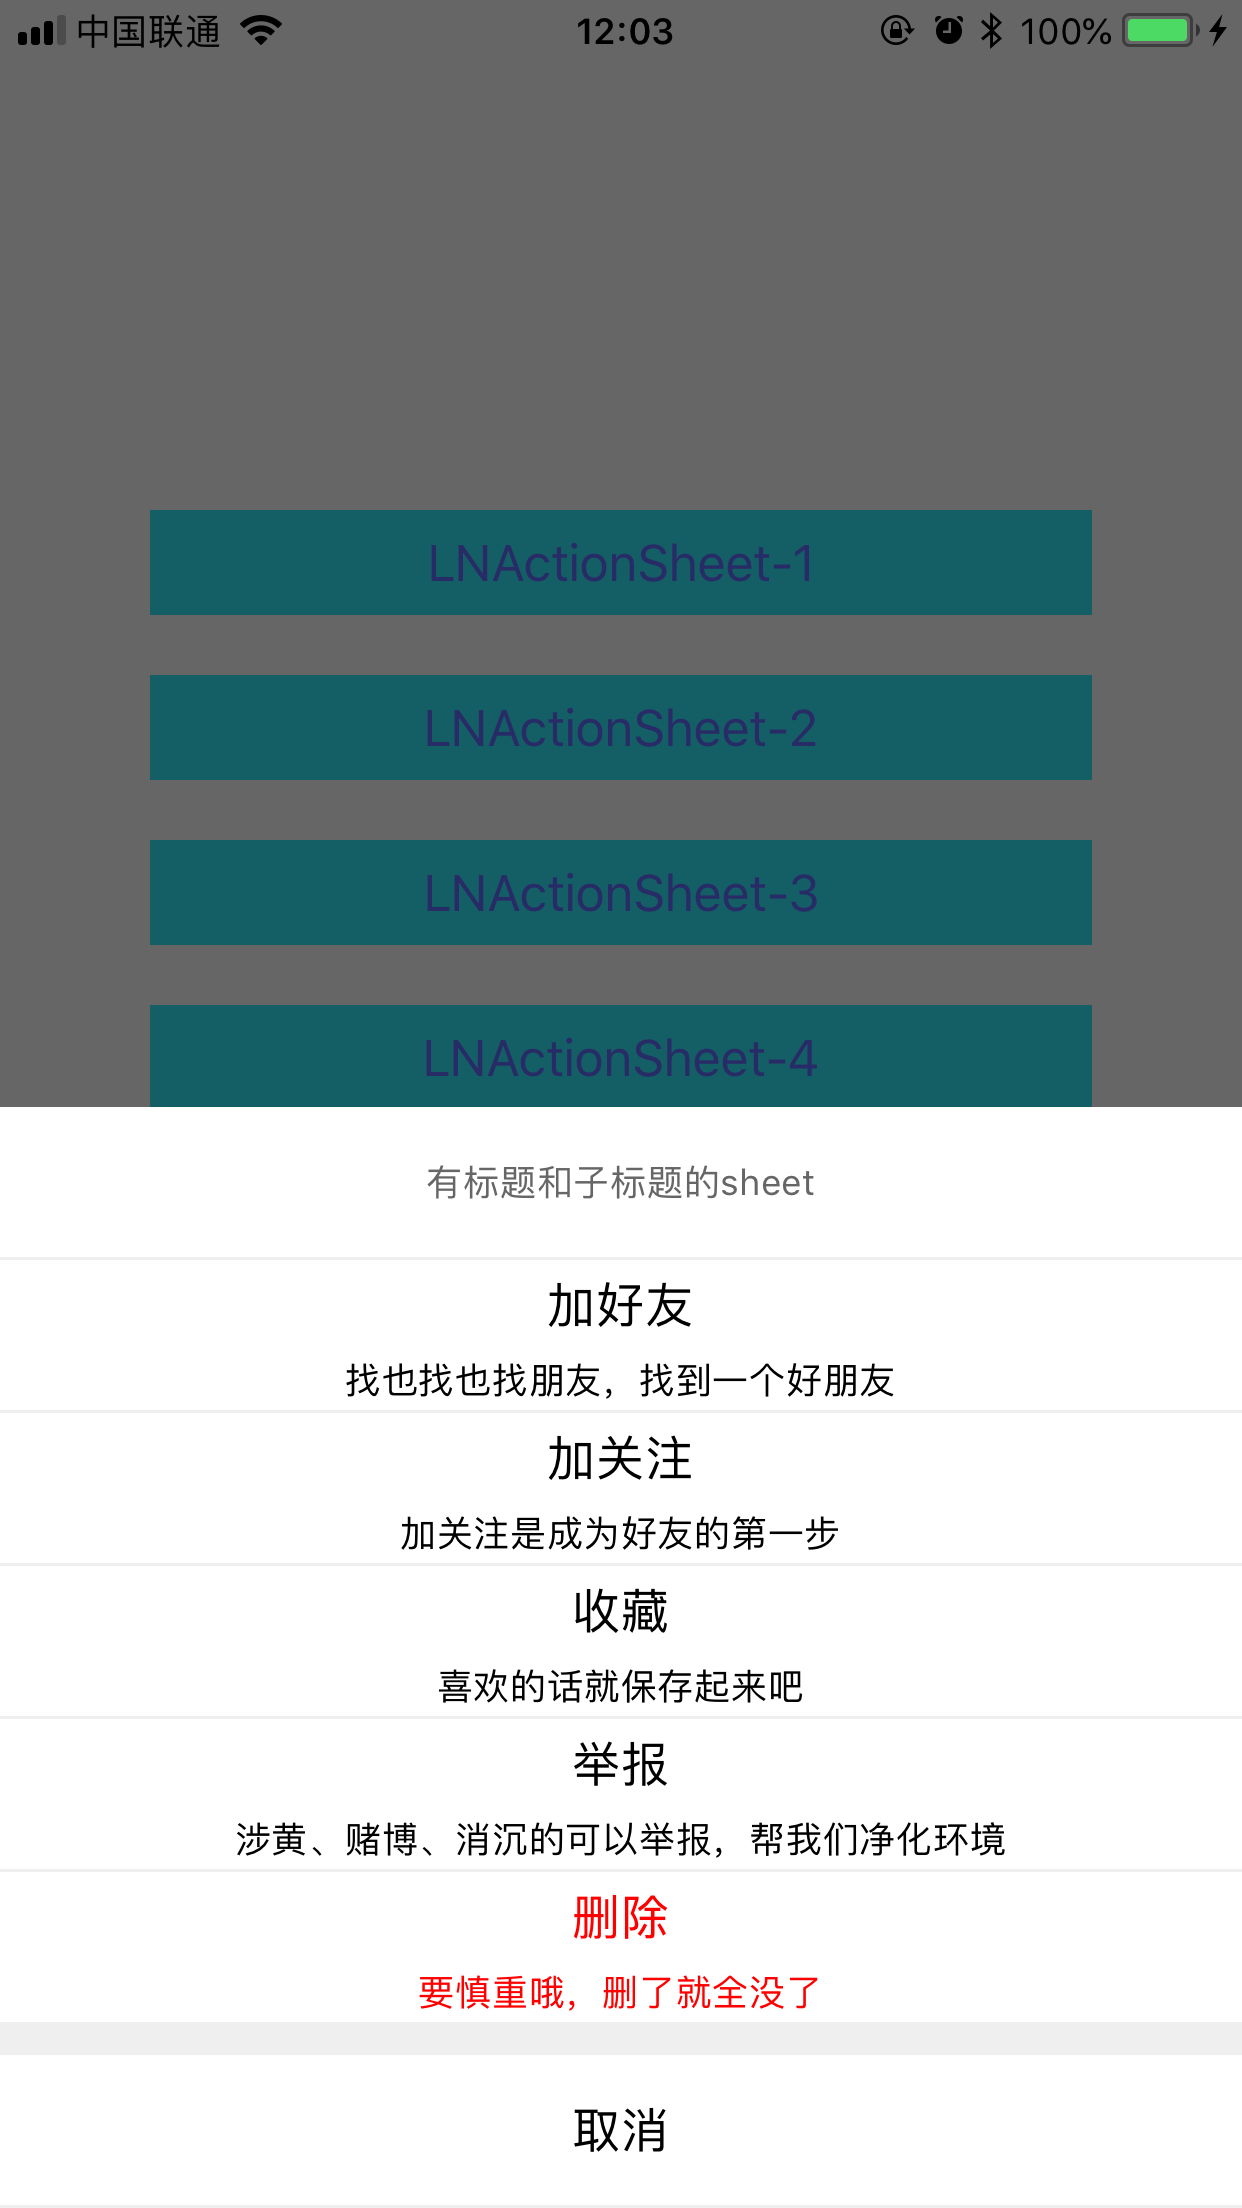 中国联通 12:03 100%
LNActionSheet-1
LNActionSheet-2
LNActionSheet-3
LNActionSheet-4
有标题和子标题的sheet
加好友
找也找也找朋友，找到一个好朋友
加关注
加关注是成为好友的第一步
收藏
喜欢的话就保存起来吧
举报
涉黄、赌博、消沉的可以举报，帮我们净化环境
删除
要慎重哦，删了就全没了
取消